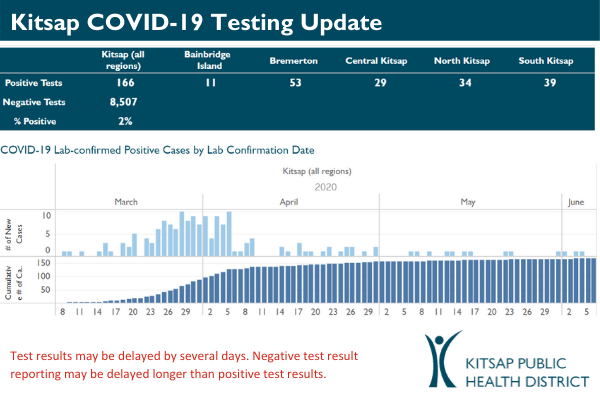 Kitsap COVID-19 Testing Update
Kitsap (all regions) Bainbridge Island Bremerton Central Kitsap North Kitsap South Kitsap
Positive Tests 166 11 53 29 34 39
Negative Tests 8,507
% Positive 2%
COVID-19 Lab-confirmed Positive Cases by Lab Confirmation Date
Kitsap (all regions)
2020
March April May June
# of New Cases
10
5
0
Cumulativ e # of Ca..
150
100
50
8 11 14 17 20 23 26 29 2 5 8 11 14 17 20 23 26 29 2 5 8 11 14 17 20 23 26 29 2 5
Test results may be delayed by several days. Negative test result
reporting may be delayed longer than positive test results.
KITSAP PUBLIC
HEALTH DISTRICT